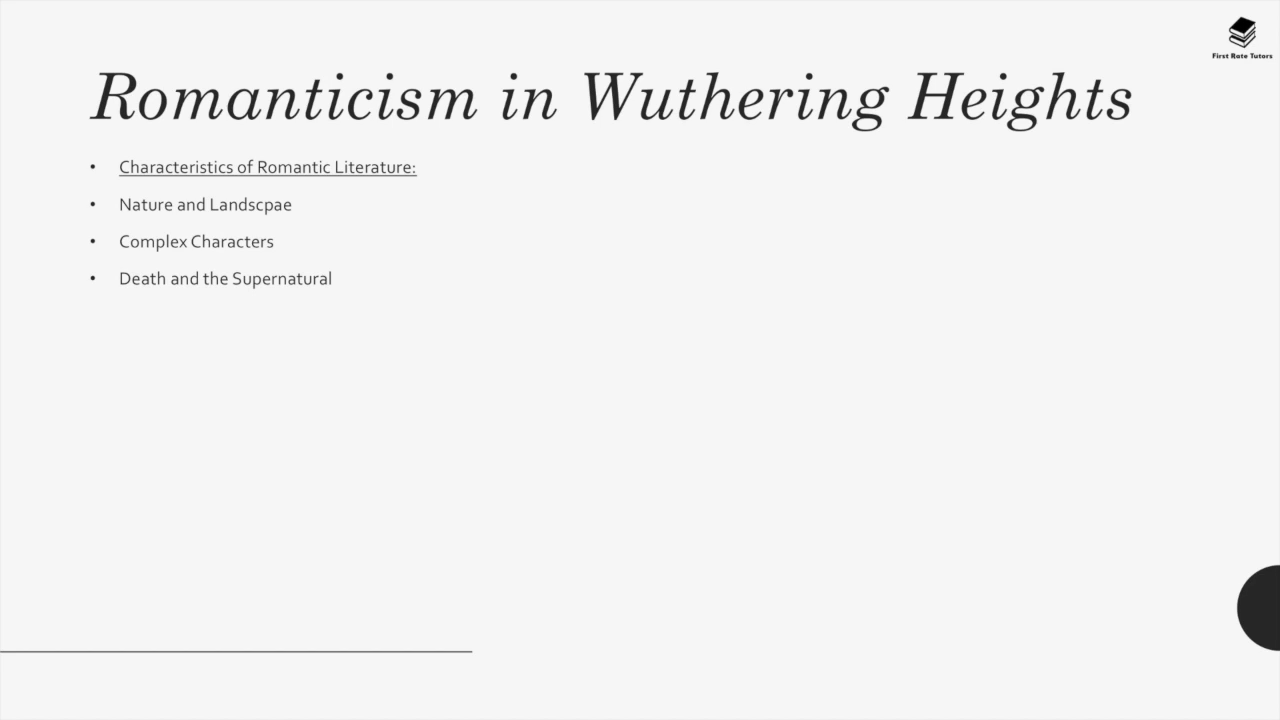 First Rate Tutors
Romanticism in Wuthering Heights
• Characteristics of Romantic Literature:
• Nature and Landscpae
• Complex Characters
• Death and the Supernatural